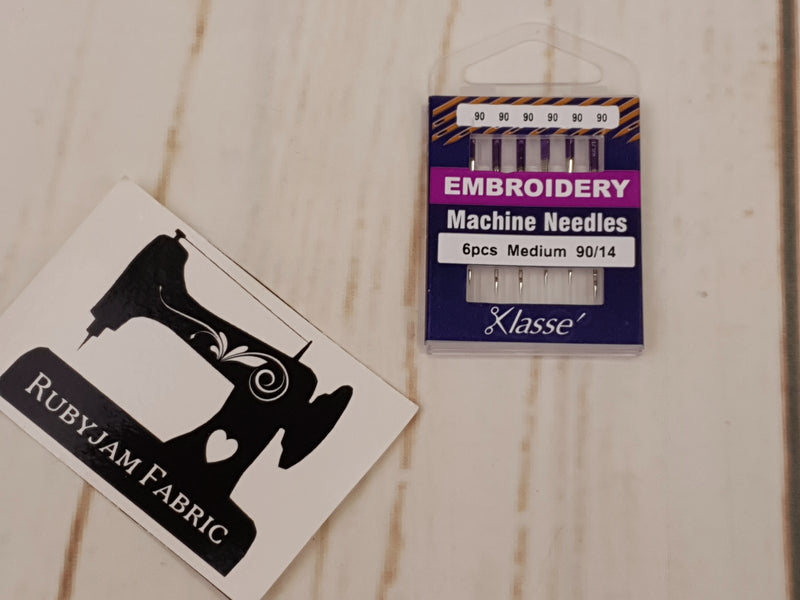 90 90 90 90 90 90
EMBROIDERY
Machine Needles
6pcs Medium 90/14
Klasse'
RUBYJAM FABRIC